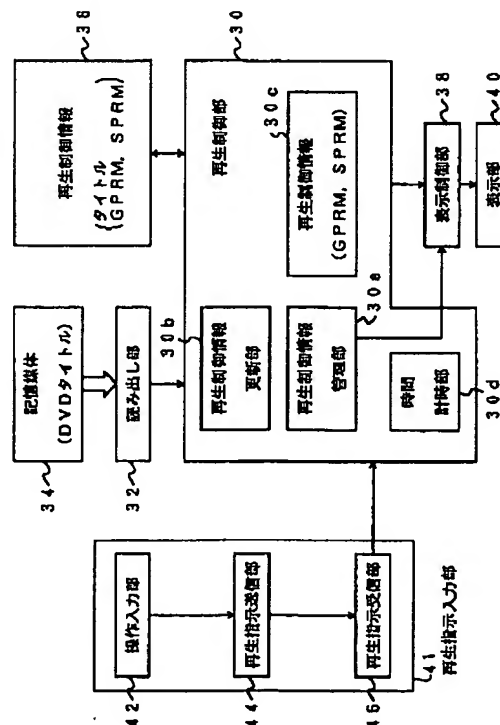 記憶媒体
(DVDタイトル)
34
読み出し部
32
再生制御情報
タイトル
GPRM, SPRM
36
再生制御部
30
再生制御情報
更新部
30b
再生制御情報
(GPRM, SPRM)
30c
再生制御情報
管理部
30a
時間
計時部
30d
操作入力部
42
再生指示送信部
44
再生指示受信部
46
41
再生指示入力部
表示制御部
38
表示部
40